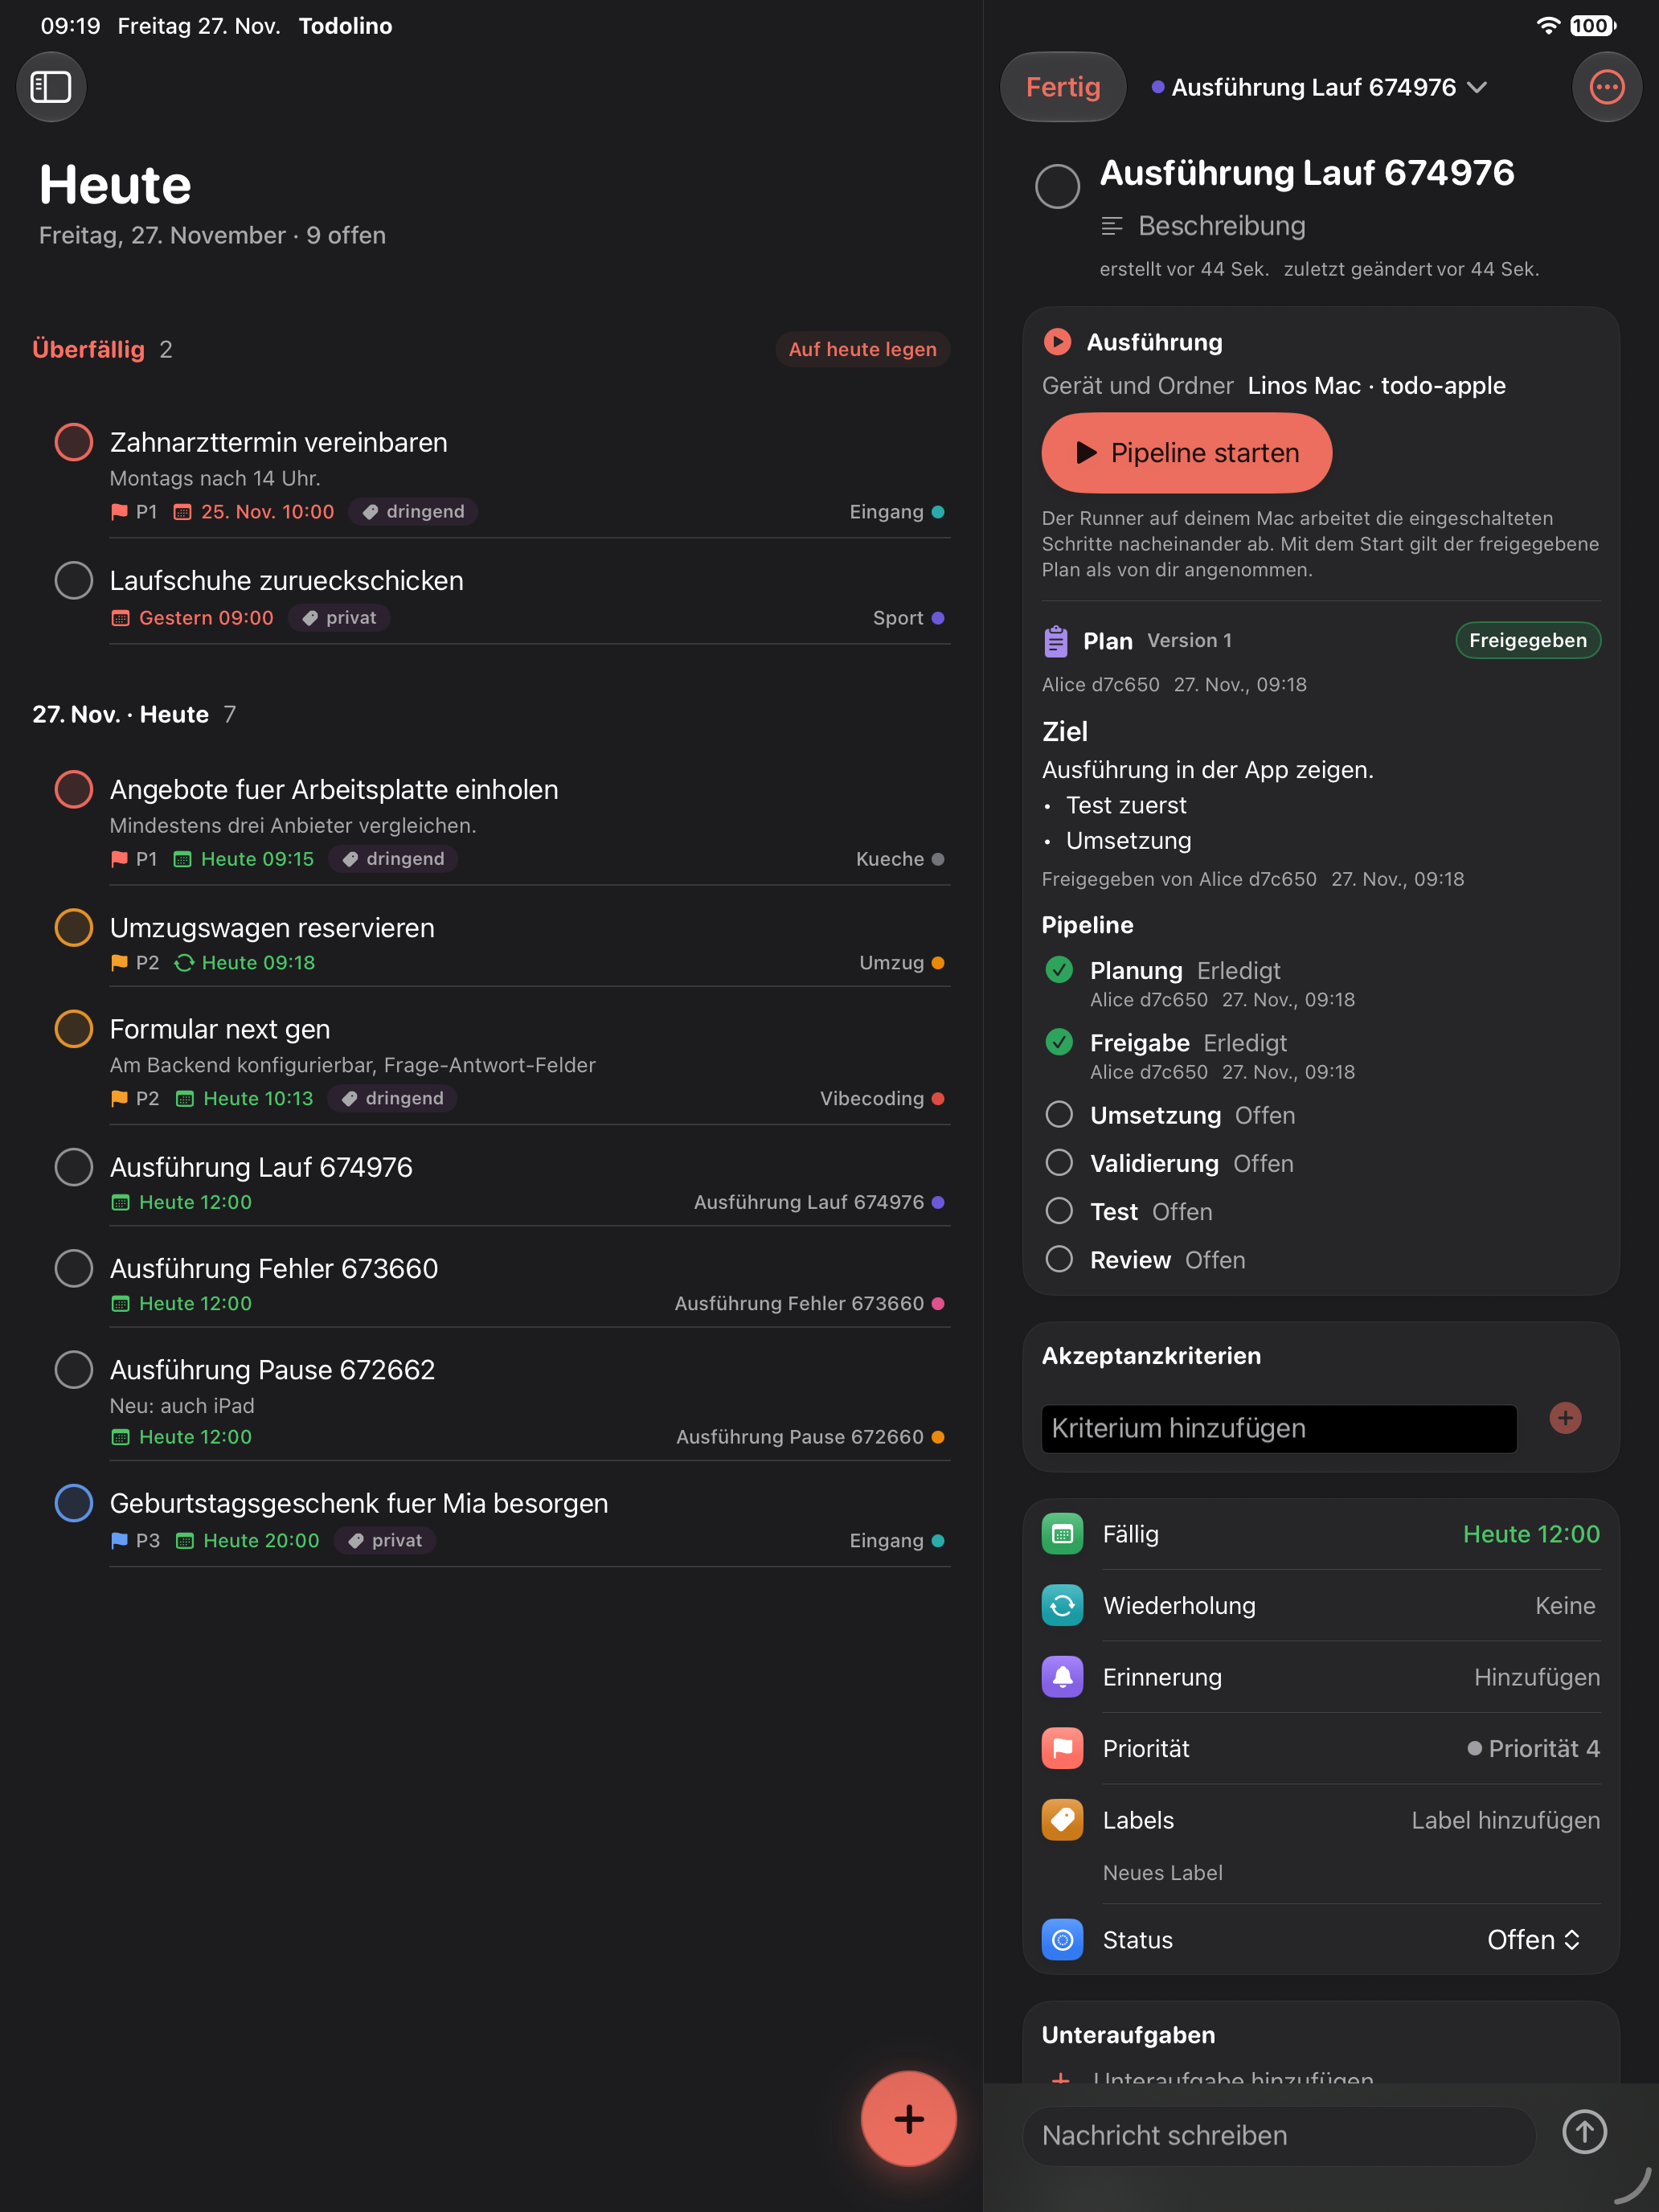 09:19 Freitag 27. Nov. Todolino
100
Heute
Freitag, 27. November · 9 offen
Überfällig 2
Auf heute legen
Zahnarzttermin vereinbaren
Montags nach 14 Uhr.
P1 25. Nov. 10:00 dringend Eingang
Laufschuhe zurueckschicken
Gestern 09:00 privat Sport
27. Nov. · Heute 7
Angebote fuer Arbeitsplatte einholen
Mindestens drei Anbieter vergleichen.
P1 Heute 09:15 dringend Kueche
Umzugswagen reservieren
P2 Heute 09:18 Umzug
Formular next gen
Am Backend konfigurierbar, Frage-Antwort-Felder
P2 Heute 10:13 dringend Vibecoding
Ausführung Lauf 674976
Heute 12:00 Ausführung Lauf 674976
Ausführung Fehler 673660
Heute 12:00 Ausführung Fehler 673660
Ausführung Pause 672662
Neu: auch iPad
Heute 12:00 Ausführung Pause 672660
Geburtstagsgeschenk fuer Mia besorgen
P3 Heute 20:00 privat Eingang
Fertig Ausführung Lauf 674976
Ausführung Lauf 674976
Beschreibung
erstellt vor 44 Sek. zuletzt geändert vor 44 Sek.
Ausführung
Gerät und Ordner Linos Mac · todo-apple
Pipeline starten
Der Runner auf deinem Mac arbeitet die eingeschalteten
Schritte nacheinander ab. Mit dem Start gilt der freigegebene
Plan als von dir angenommen.
Plan Version 1 Freigegeben
Alice d7c650 27. Nov., 09:18
Ziel
Ausführung in der App zeigen.
• Test zuerst
• Umsetzung
Freigegeben von Alice d7c650 27. Nov., 09:18
Pipeline
Planung Erledigt
Alice d7c650 27. Nov., 09:18
Freigabe Erledigt
Alice d7c650 27. Nov., 09:18
Umsetzung Offen
Validierung Offen
Test Offen
Review Offen
Akzeptanzkriterien
Kriterium hinzufügen
Fällig Heute 12:00
Wiederholung Keine
Erinnerung Hinzufügen
Priorität Priorität 4
Labels Label hinzufügen
Neues Label
Status Offen
Unteraufgaben
Unteraufgabe hinzufügen
Nachricht schreiben